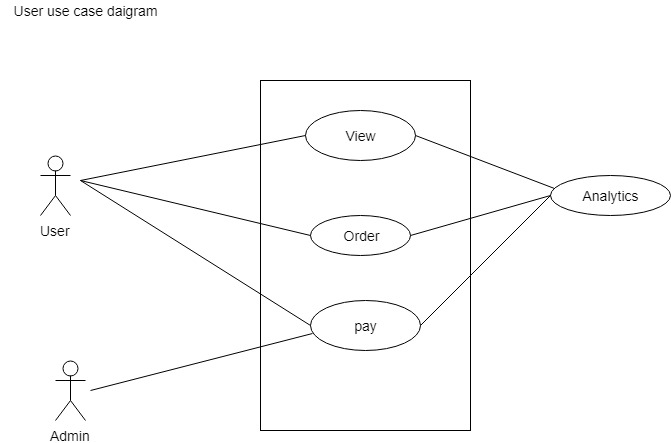 User use case daigram
View
Analytics
User
Order
pay
Admin